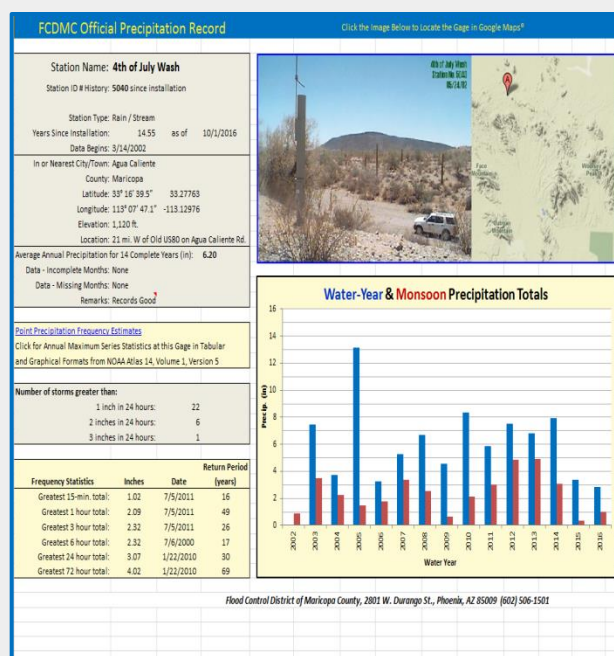 FCDMC Official Precipitation Record
Click the Image Below to Locate the Gage in Google Maps®
Station Name: 4th of July Wash
Station ID # History: 5040 since installation
Station Type: Rain / Stream
Years Since Installation: 14.55 as of 10/1/2016
Data Begins: 3/14/2002
In or Nearest City/Town: Agua Caliente
County: Maricopa
Latitude: 33° 16' 39.5" 33.27763
Longitude: 113° 07' 47.1" -113.12976
Elevation: 1,120 ft.
Location: 21 mi. W of Old US80 on Agua Caliente Rd.
Average Annual Precipitation for 14 Complete Years (in): 6.20
Data - Incomplete Months: None
Data - Missing Months: None
Remarks: Records Good
4th of July Wash
Station No
A
Face
Mountain
Mountain
Point Precipitation Frequency Estimates
Click for Annual Maximum Series Statistics at this Gage in Tabular
and Graphical Formats from NOAA Atlas 14, Volume 1, Version 5
Number of storms greater than:
1 inch in 24 hours: 22
2 inches in 24 hours: 6
3 inches in 24 hours: 1
Return Period
Frequency Statistics Inches Date (years)
Greatest 15-min. total: 1.02 7/5/2011 16
Greatest 1 hour total: 2.09 7/5/2011 49
Greatest 3 hour total: 2.32 7/5/2011 26
Greatest 6 hour total: 2.32 7/6/2000 17
Greatest 24 hour total: 3.07 1/22/2010 30
Greatest 72 hour total: 4.02 1/22/2010 69
Water-Year & Monsoon Precipitation Totals
Precip. (in)
16
14
12
10
8
6
4
2
0
2002 2003 2004 2005 2006 2007 2008 2009 2010 2011 2012 2013 2014 2015 2016
Water Year
Flood Control District of Maricopa County, 2801 W. Durango St., Phoenix, AZ 85009 (602) 506-1501